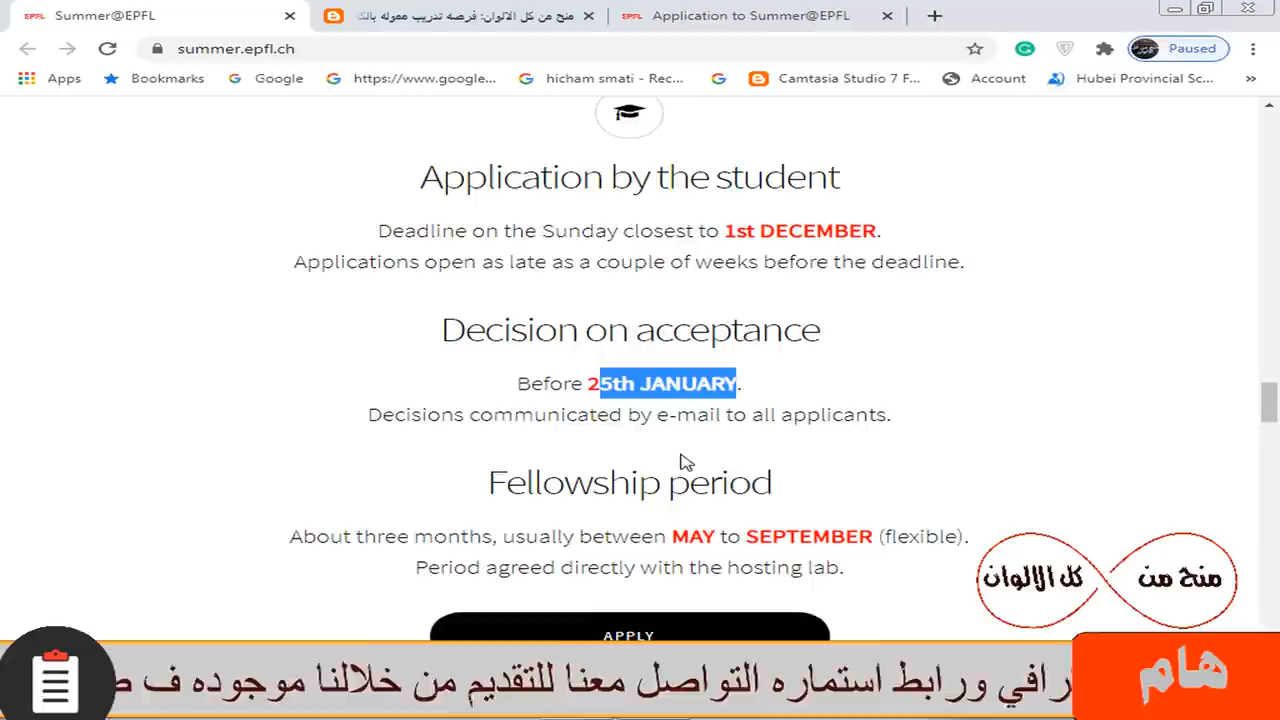 Summer@EPFL
منح من كل الالوان: فرصه تدريب ممولة بالك
EPFL Application to Summer@EPFL
summer.epfl.ch
Paused
Apps Bookmarks Google https://www.google... hicham smati - Rec... Camtasia Studio 7 F... Account Hubei Provincial Sc... »
Application by the student
Deadline on the Sunday closest to 1st DECEMBER.
Applications open as late as a couple of weeks before the deadline.
Decision on acceptance
Before 25th JANUARY.
Decisions communicated by e-mail to all applicants.
Fellowship period
About three months, usually between MAY to SEPTEMBER (flexible).
Period agreed directly with the hosting lab.
منح من كل الالوان
APPLY
رافي ورابط استماره التواصل معنا للتقديم من خلالنا موجوده ف ص
هام